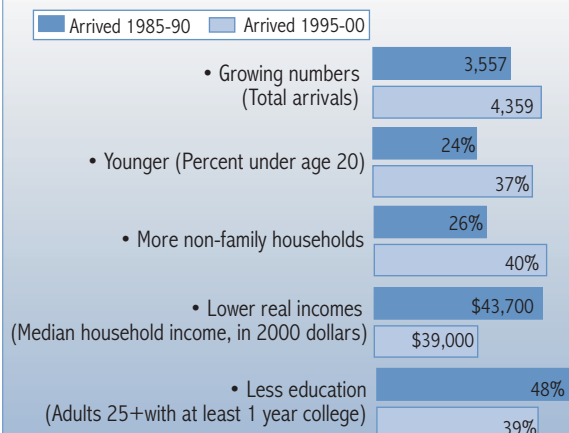 Arrived 1985-90 Arrived 1995-00
• Growing numbers 3,557
(Total arrivals) 4,359
24%
• Younger (Percent under age 20)
37%
26%
• More non-family households
40%
• Lower real incomes $43,700
(Median household income, in 2000 dollars) $39,000
• Less education 48%
(Adults 25+with at least 1 year college) 39%